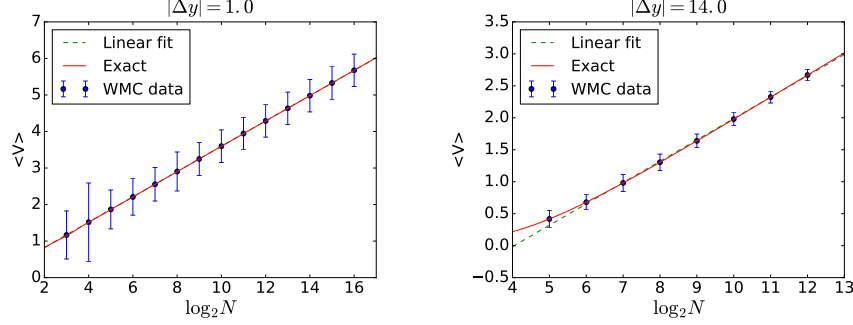 |Δy| = 1.0
7
6
5
4
3
2
1
0
<V>
Linear fit
Exact
WMC data
2 4 6 8 10 12 14 16
log₂N
|Δy| = 14.0
3.5
3.0
2.5
2.0
1.5
1.0
0.5
0.0
−0.5
<V>
Linear fit
Exact
WMC data
4 5 6 7 8 9 10 11 12 13
log₂N